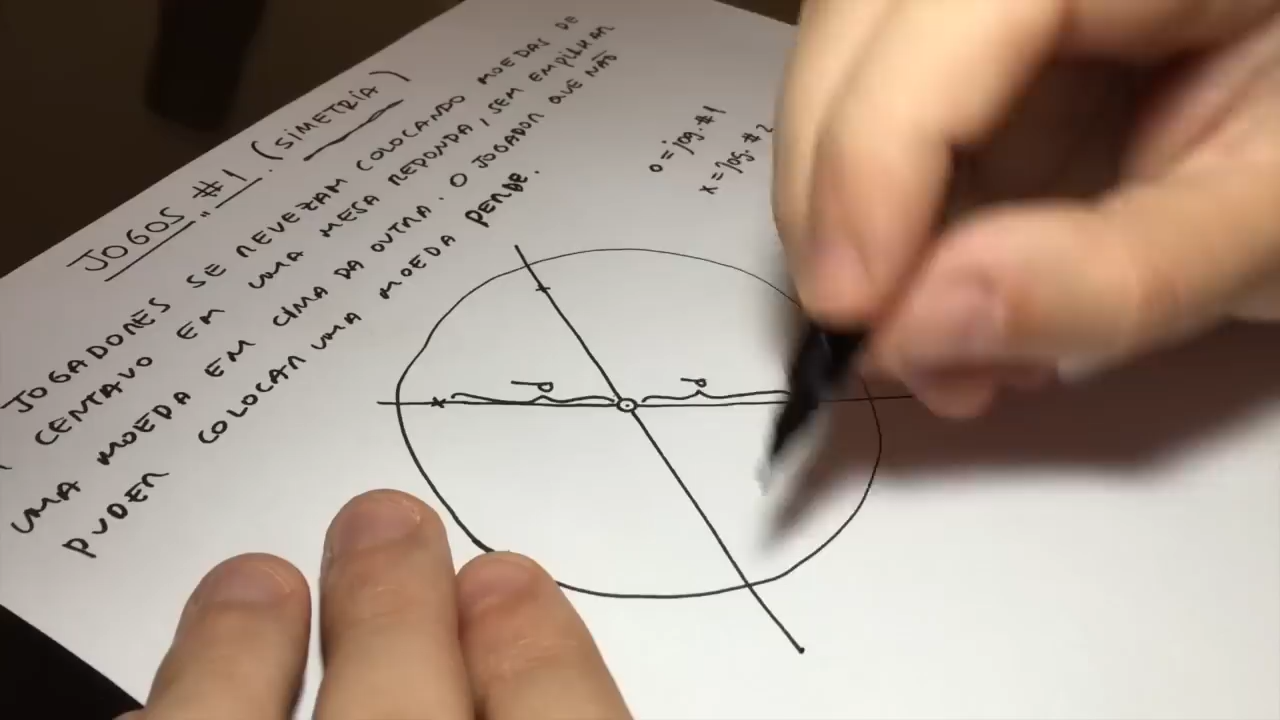 JOGOS #1. (SIMETRIA)
JOGADORES SE REVEZAM COLOCANDO MOEDAS DE
1 CENTAVO EM UMA MESA REDONDA, SEM EMPILHAR
UMA MOEDA EM CIMA DA OUTRA. O JOGADOR QUE NÃO
PUDER COLOCAR UMA MOEDA PERDE.
o = jog. #1
x = jog. #2
d
d